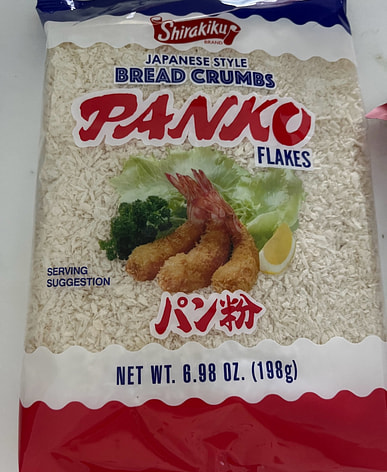 Shirakiku
BRAND
JAPANESE STYLE
BREAD CRUMBS
PANKO
FLAKES
SERVING
SUGGESTION
パン粉
NET WT. 6.98 OZ. (198g)